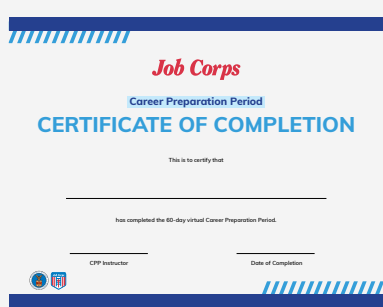 Job Corps
Career Preparation Period
CERTIFICATE OF COMPLETION
This is to certify that
has completed the 60-day virtual Career Preparation Period.
CPP Instructor
Date of Completion